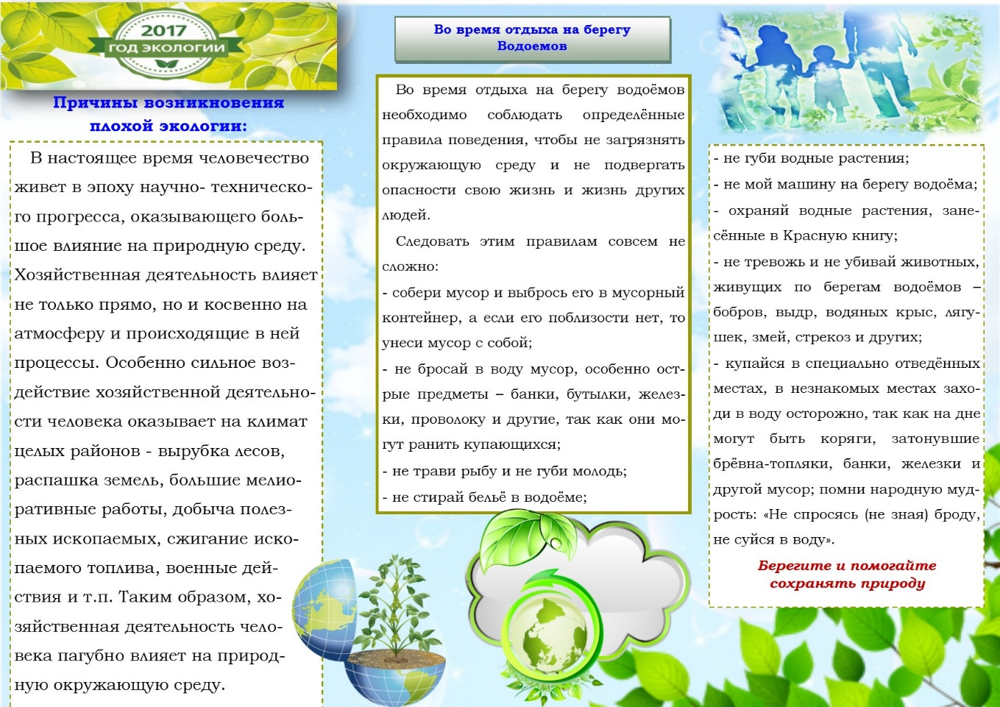 2017
ГОД ЭКОЛОГИИ
Причины возникновения
плохой экологии:
В настоящее время человечество
живет в эпоху научно- техническо-
го прогресса, оказывающего боль-
шое влияние на природную среду.
Хозяйственная деятельность влияет
не только прямо, но и косвенно на
атмосферу и происходящие в ней
процессы. Особенно сильное воз-
действие хозяйственной деятельно-
сти человека оказывает на климат
целых районов - вырубка лесов,
распашка земель, большие мелио-
ративные работы, добыча полез-
ных ископаемых, сжигание иско-
паемого топлива, военные дей-
ствия и т.п. Таким образом, хо-
зяйственная деятельность чело-
века пагубно влияет на природ-
ную окружающую среду.
Во время отдыха на берегу
Водоемов
Во время отдыха на берегу водоёмов
необходимо соблюдать определённые
правила поведения, чтобы не загрязнять
окружающую среду и не подвергать
опасности свою жизнь и жизнь других
людей.
Следовать этим правилам совсем не
сложно:
- собери мусор и выбрось его в мусорный
контейнер, а если его поблизости нет, то
унеси мусор с собой;
- не бросай в воду мусор, особенно ост-
рые предметы – банки, бутылки, желез-
ки, проволоку и другие, так как они мо-
гут ранить купающихся;
- не трави рыбу и не губи молодь;
- не стирай бельё в водоёме;
- не губи водные растения;
- не мой машину на берегу водоёма;
- охраняй водные растения, зане-
сённые в Красную книгу;
- не тревожь и не убивай животных,
живущих по берегам водоёмов –
бобров, выдр, водяных крыс, лягу-
шек, змей, стрекоз и других;
- купайся в специально отведённых
местах, в незнакомых местах захо-
ди в воду осторожно, так как на дне
могут быть коряги, затонувшие
брёвна-топляки, банки, железки и
другой мусор; помни народную муд-
рость: «Не спросясь (не зная) броду,
не суйся в воду».
Берегите и помогайте
сохранять природу